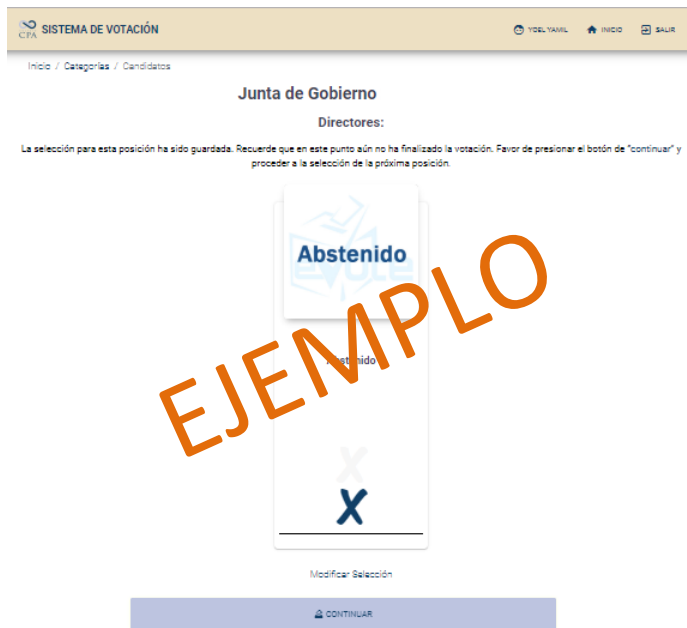 CPA SISTEMA DE VOTACIÓN YOEL YAMIL INICIO SALIR
Inicio / Categorías / Candidatos
Junta de Gobierno
Directores:
La selección para esta posición ha sido guardada. Recuerde que en este punto aún no ha finalizado la votación. Favor de presionar el botón de "continuar" y
proceder a la selección de la próxima posición.
evote
Abstenido
EJEMPLO
Abstenido
X
X
Modificar Selección
CONTINUAR